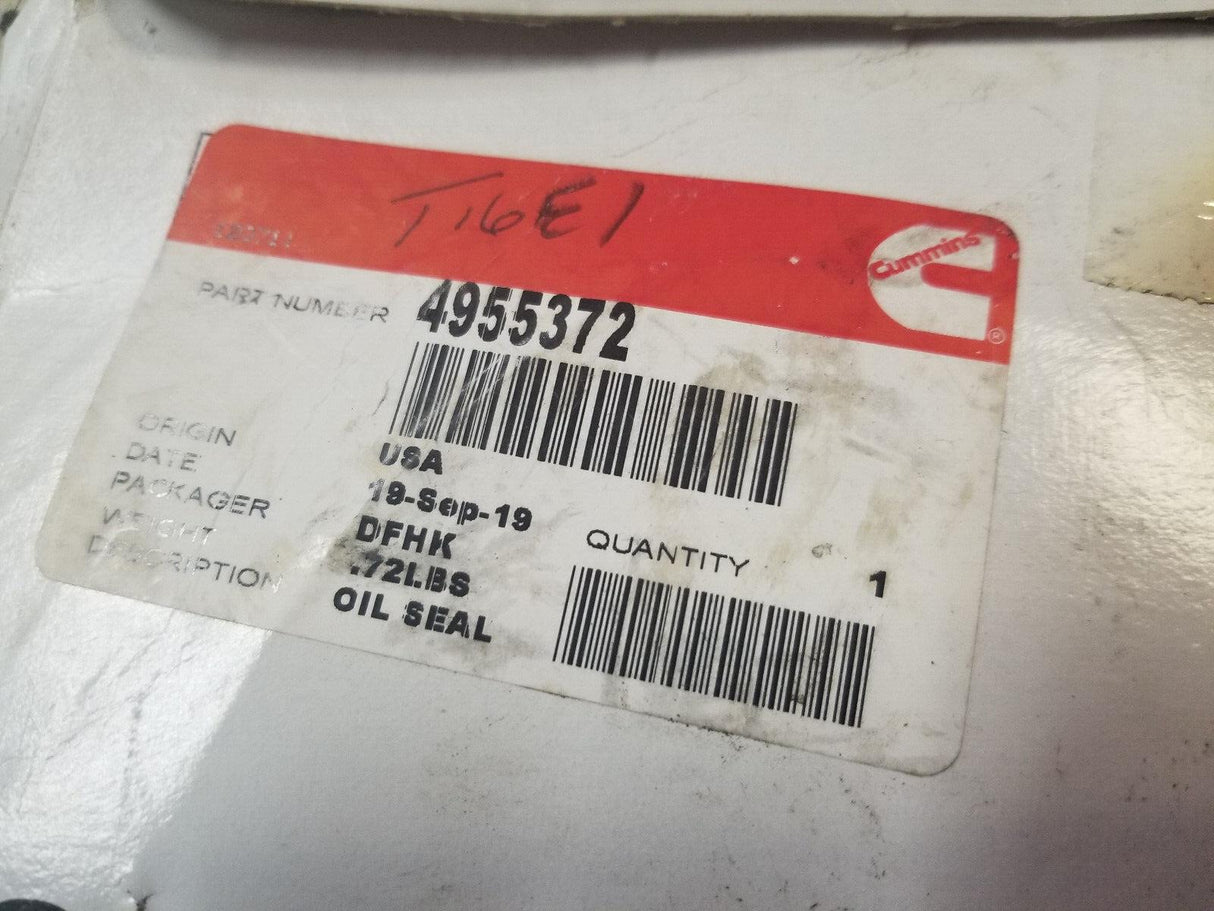 T16E1
Cummins
®
PART NUMBER 4955372
ORIGIN USA
DATE 19-Sep-19
PACKAGER DFHK
WEIGHT .72LBS
DESCRIPTION OIL SEAL
QUANTITY 1